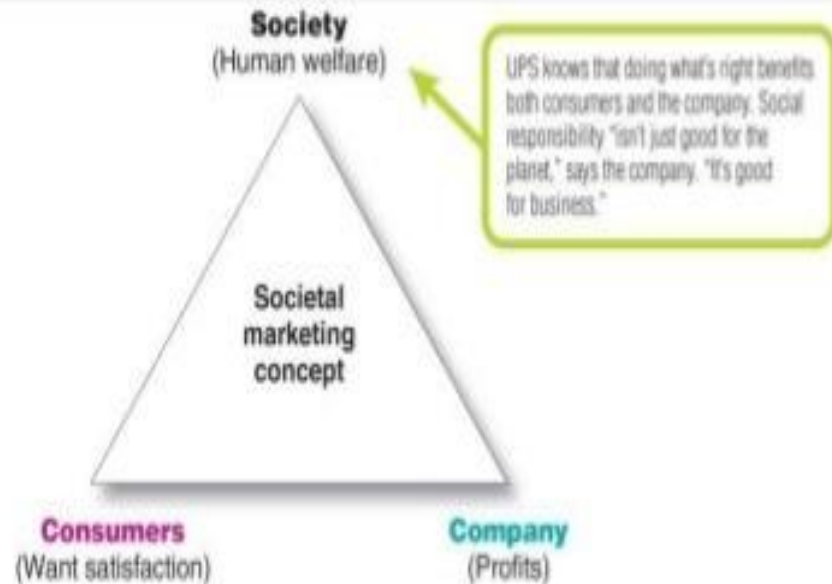 Society
(Human welfare)
UPS knows that doing what's right benefits
both consumers and the company. Social
responsibility "isn't just good for the
planet," says the company. "It's good
for business."
Societal
marketing
concept
Consumers
(Want satisfaction)
Company
(Profits)